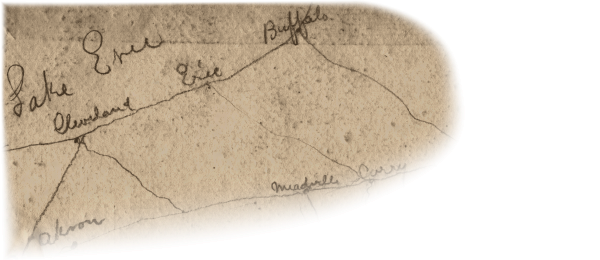 Buffalo
Lake Erie
Erie
Cleveland
Meadville
Akron